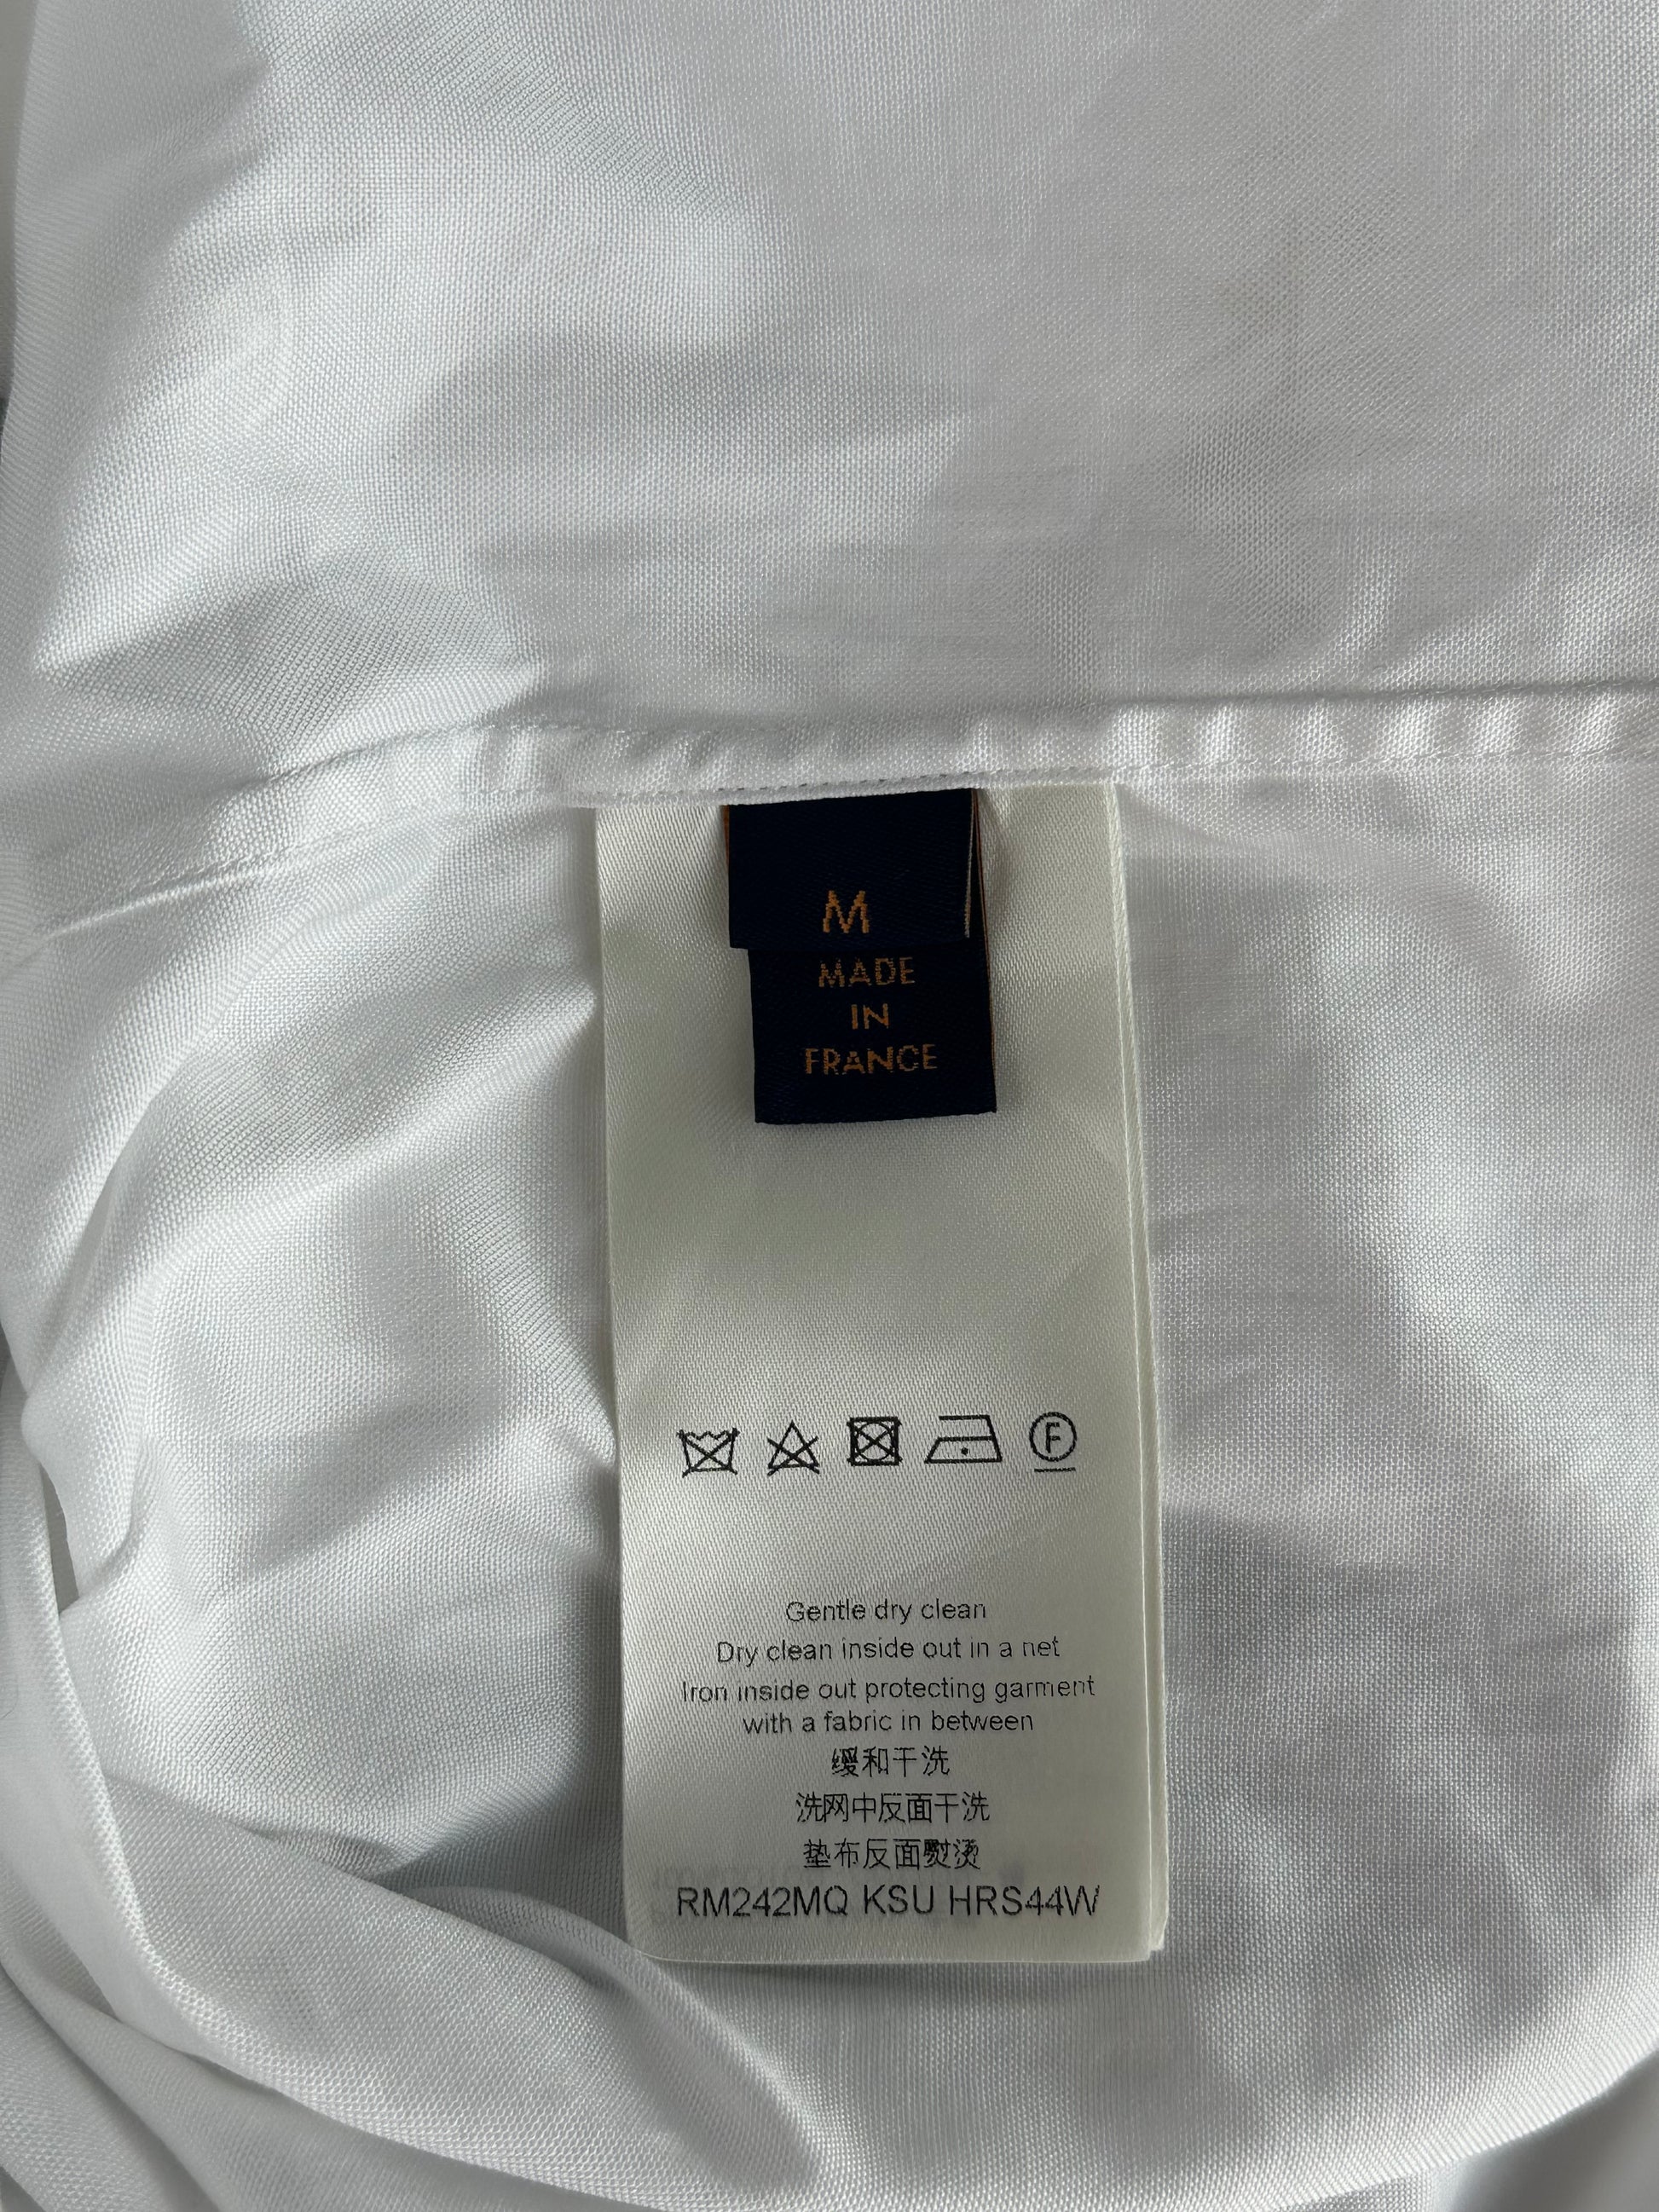 M
MADE
IN
FRANCE
F
Gentle dry clean
Dry clean inside out in a net
Iron inside out protecting garment
with a fabric in between
缓和干洗
洗网中反面干洗
垫布反面熨烫
RM242MQ KSU HRS44W